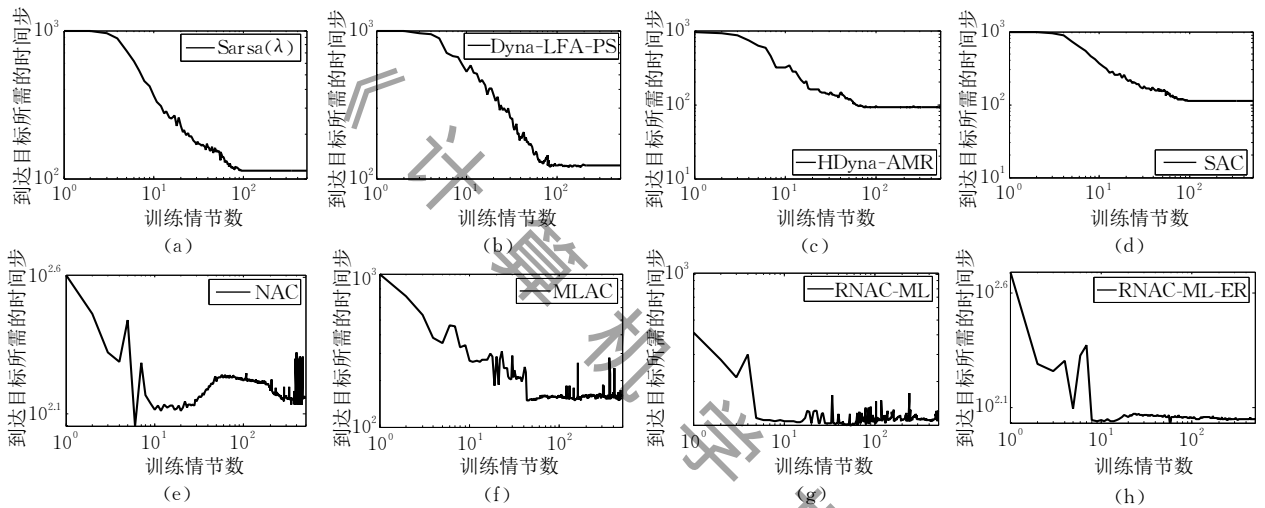 到达目标所需的时间步
10³
10²
Sarsa(λ)
10⁰
10¹
10²
训练情节数
(a)
到达目标所需的时间步
10³
10²
Dyna-LFA-PS
10⁰
10¹
10²
训练情节数
(b)
到达目标所需的时间步
10³
10²
10¹
HDyna-AMR
10⁰
10¹
10²
训练情节数
(c)
到达目标所需的时间步
10³
10²
10¹
SAC
10⁰
10¹
10²
训练情节数
(d)
到达目标所需的时间步
10^2.6
10^2.1
NAC
10⁰
10¹
10²
训练情节数
(e)
到达目标所需的时间步
10³
10²
MLAC
10⁰
10¹
10²
训练情节数
(f)
到达目标所需的时间步
10³
RNAC-ML
10⁰
10¹
10²
训练情节数
(g)
到达目标所需的时间步
10^2.6
10^2.1
RNAC-ML-ER
10⁰
10¹
10²
训练情节数
(h)
《计算机学